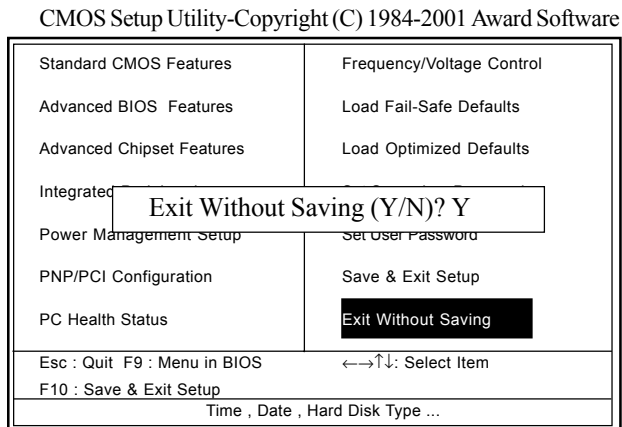 CMOS Setup Utility-Copyright (C) 1984-2001 Award Software
Standard CMOS Features
Advanced BIOS Features
Advanced Chipset Features
Integrated
Power Management Setup
PNP/PCI Configuration
PC Health Status
Frequency/Voltage Control
Load Fail-Safe Defaults
Load Optimized Defaults
Set User Password
Save & Exit Setup
Exit Without Saving
Exit Without Saving (Y/N)? Y
Esc : Quit F9 : Menu in BIOS
F10 : Save & Exit Setup
←→↑↓: Select Item
Time , Date , Hard Disk Type ...